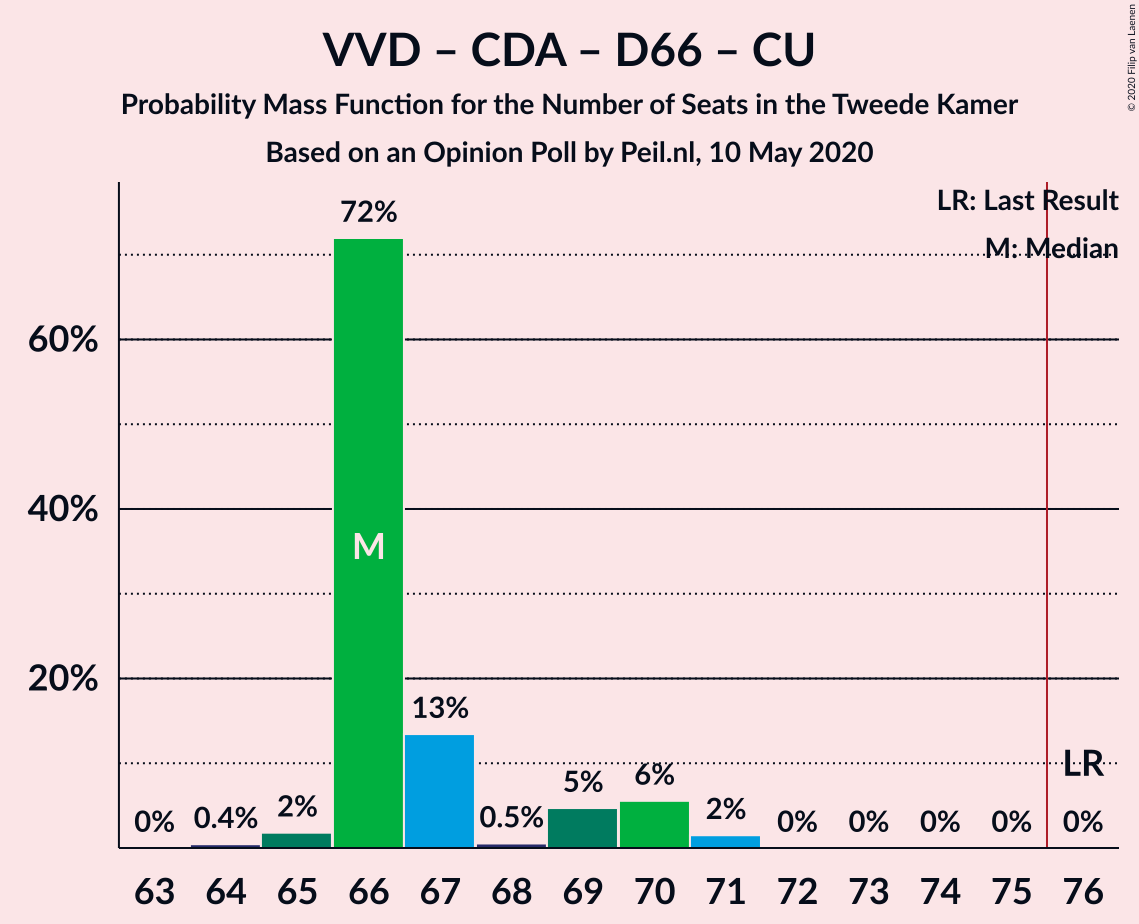 VVD – CDA – D66 – CU
Probability Mass Function for the Number of Seats in the Tweede Kamer
Based on an Opinion Poll by Peil.nl, 10 May 2020
© 2020 Filip van Laenen
LR: Last Result
M: Median
72%
60%
40%
M
20%
13%
LR
0% 0.4% 2% 0.5% 5% 6% 2% 0% 0% 0% 0% 0%
63 64 65 66 67 68 69 70 71 72 73 74 75 76